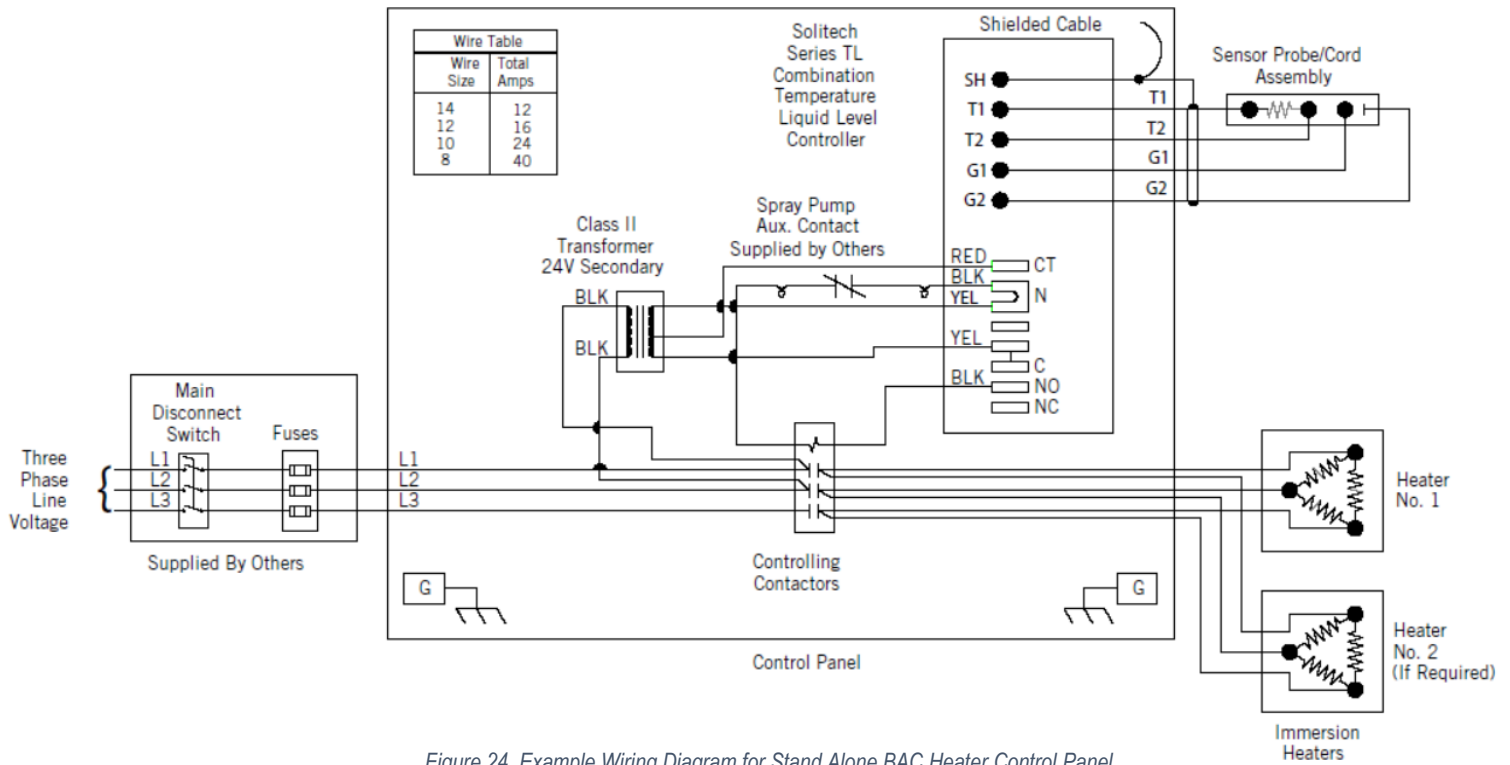 Wire Table
Wire Size
Total Amps
14 12
12 16
10 24
8 40
Solitech
Series TL
Combination
Temperature
Liquid Level
Controller
Shielded Cable
SH
T1
T2
G1
G2
T1
T2
G1
G2
Sensor Probe/Cord
Assembly
Class II
Transformer
24V Secondary
BLK
BLK
Spray Pump
Aux. Contact
Supplied by Others
RED
BLK
YEL
YEL
BLK
CT
N
C
NO
NC
Main
Disconnect
Switch
Fuses
Three
Phase
Line
Voltage
L1
L2
L3
L1
L2
L3
Supplied By Others
Controlling
Contactors
G
G
Control Panel
Heater
No. 1
Heater
No. 2
(If Required)
Immersion
Heaters
Figure 24. Example Wiring Diagram for Stand Alone BAC Heater Control Panel